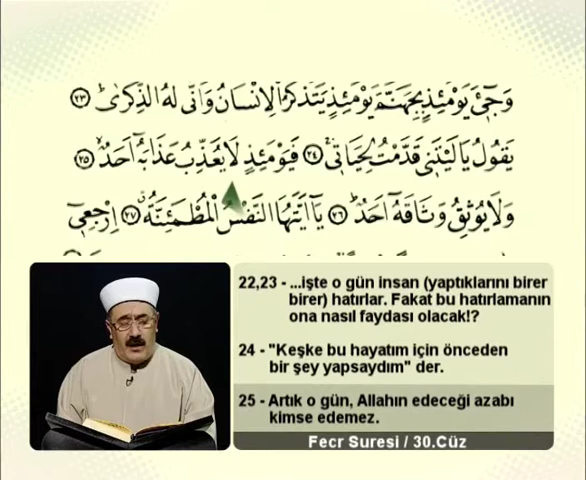 وَج۪ٓيءَ يَوْمَئِذٍ بِجَهَنَّمَ يَوْمَئِذٍ يَتَذَكَّرُ الْاِنْسَانُ وَاَنّٰى لَهُ الذِّكْرٰىۜ ﴿٢٣﴾
يَقُولُ يَا لَيْتَن۪ي قَدَّمْتُ لِحَيَات۪يۚ ﴿٢٤﴾ فَيَوْمَئِذٍ لَا يُعَذِّبُ عَذَابَهُٓ اَحَدٌۙ ﴿٢٥﴾
وَلَا يُوثِقُ وَثَاقَهُٓ اَحَدٌۜ ﴿٢٦﴾ يَٓا اَيَّتُهَا النَّفْسُ الْمُطْمَئِنَّةُۗ ﴿٢٧﴾ اِرْجِع۪ٓي
22,23 - ...işte o gün insan (yaptıklarını birer
birer) hatırlar. Fakat bu hatırlamanın
ona nasıl faydası olacak!?
24 - "Keşke bu hayatım için önceden
bir şey yapsaydım" der.
25 - Artık o gün, Allahın edeceği azabı
kimse edemez.
Fecr Suresi / 30.Cüz